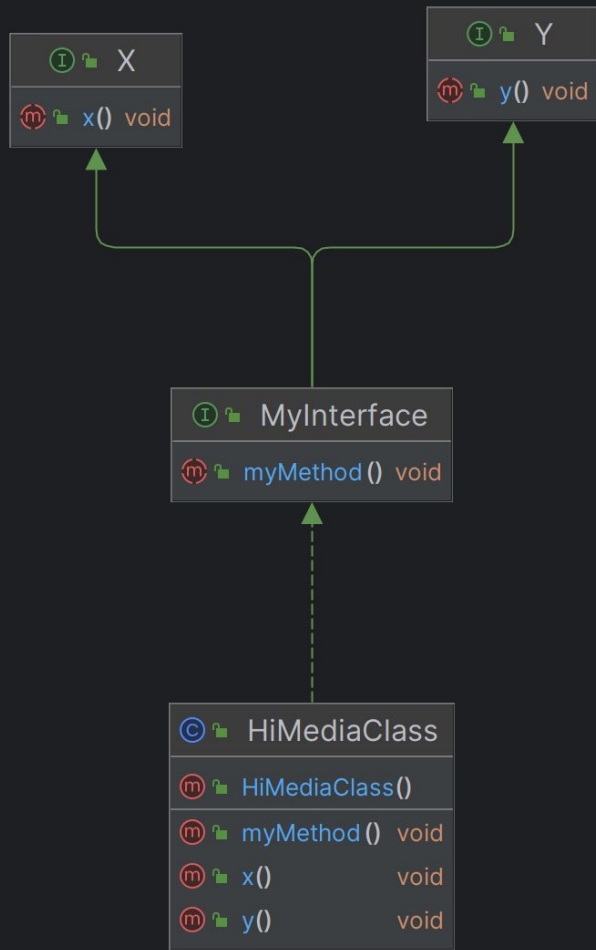 X
x() void
Y
y() void
MyInterface
myMethod() void
HiMediaClass
HiMediaClass()
myMethod() void
x() void
y() void